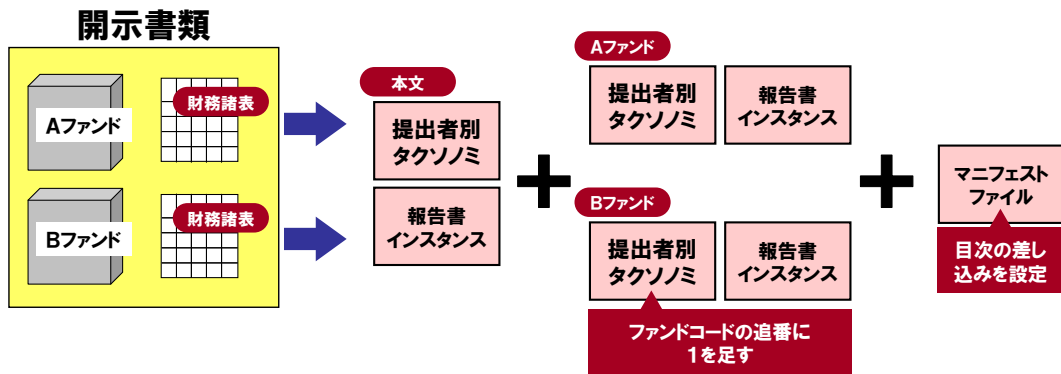 開示書類
Aファンド
財務諸表
Bファンド
財務諸表
本文
提出者別
タクソノミ
報告書
インスタンス
Aファンド
提出者別
タクソノミ
報告書
インスタンス
Bファンド
提出者別
タクソノミ
報告書
インスタンス
ファンドコードの追番に
1を足す
マニフェスト
ファイル
目次の差し
込みを設定